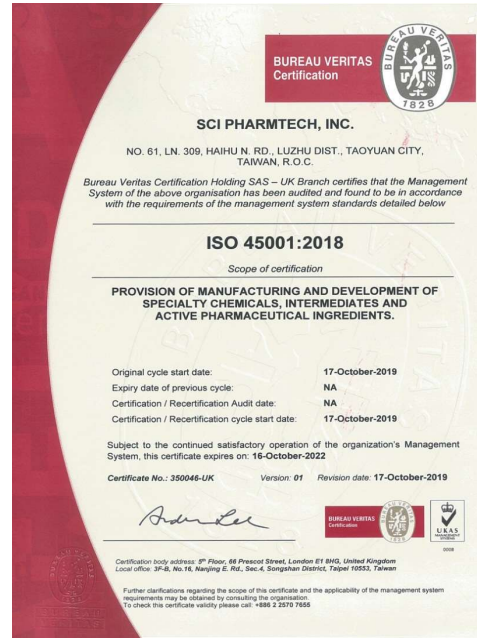 BUREAU VERITAS
Certification
BUREAU VERITAS
1828
SCI PHARMTECH, INC.
NO. 61, LN. 309, HAIHU N. RD., LUZHU DIST., TAOYUAN CITY,
TAIWAN, R.O.C.
Bureau Veritas Certification Holding SAS – UK Branch certifies that the Management
System of the above organisation has been audited and found to be in accordance
with the requirements of the management system standards detailed below
ISO 45001:2018
Scope of certification
PROVISION OF MANUFACTURING AND DEVELOPMENT OF
SPECIALTY CHEMICALS, INTERMEDIATES AND
ACTIVE PHARMACEUTICAL INGREDIENTS.
Original cycle start date: 17-October-2019
Expiry date of previous cycle: NA
Certification / Recertification Audit date: NA
Certification / Recertification cycle start date: 17-October-2019
Subject to the continued satisfactory operation of the organization's Management
System, this certificate expires on: 16-October-2022
Certificate No.: 350046-UK Version: 01 Revision date: 17-October-2019
BUREAU VERITAS
Certification
UKAS
MANAGEMENT
SYSTEMS
0008
Certification body address: 5th Floor, 66 Prescot Street, London E1 8HG, United Kingdom
Local office: 3F-B, No.16, Nanjing E. Rd., Sec.4, Songshan District, Taipei 10553, Taiwan
Further clarifications regarding the scope of this certificate and the applicability of the management system
requirements may be obtained by consulting the organisation.
To check this certificate validity please call: +886 2 2570 7655